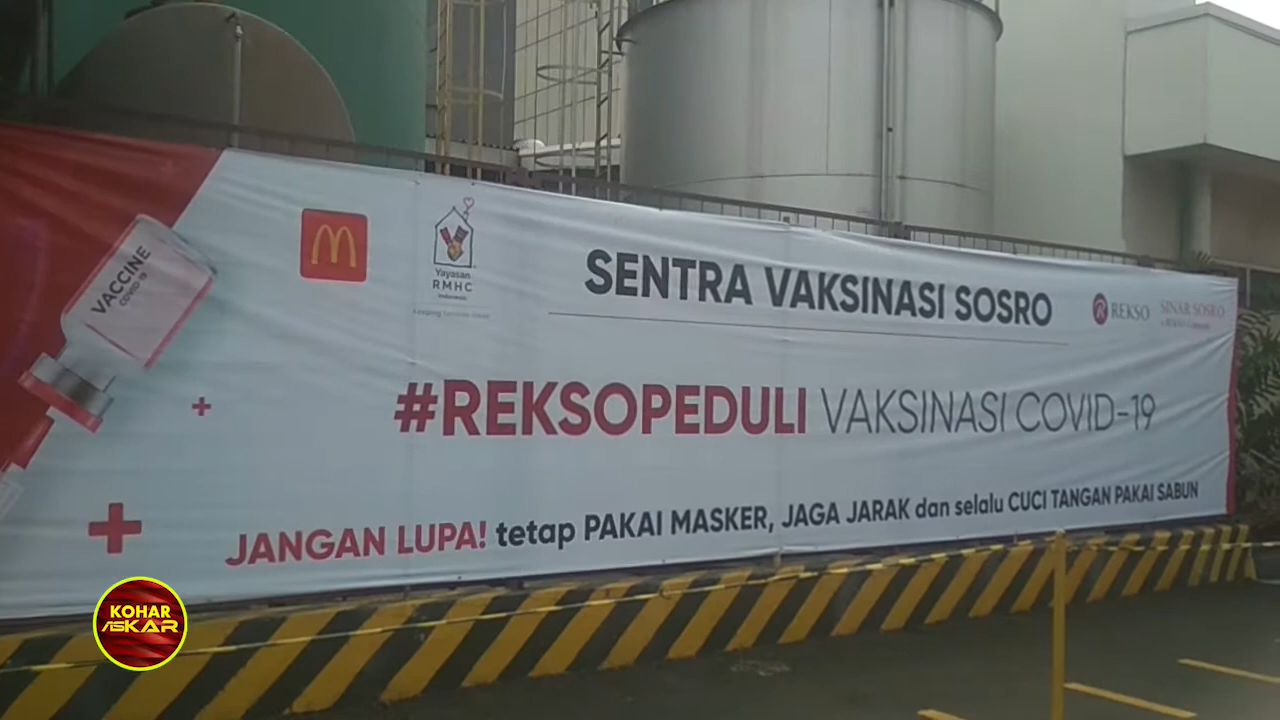 VACCINE
COVID-19
Yayasan
RMHC
Indonesia
SENTRA VAKSINASI SOSRO
REKSO
SINAR SOSRO
#REKSOPEDULI VAKSINASI COVID-19
JANGAN LUPA! tetap PAKAI MASKER, JAGA JARAK dan selalu CUCI TANGAN PAKAI SABUN
KOHAR
ASKAR